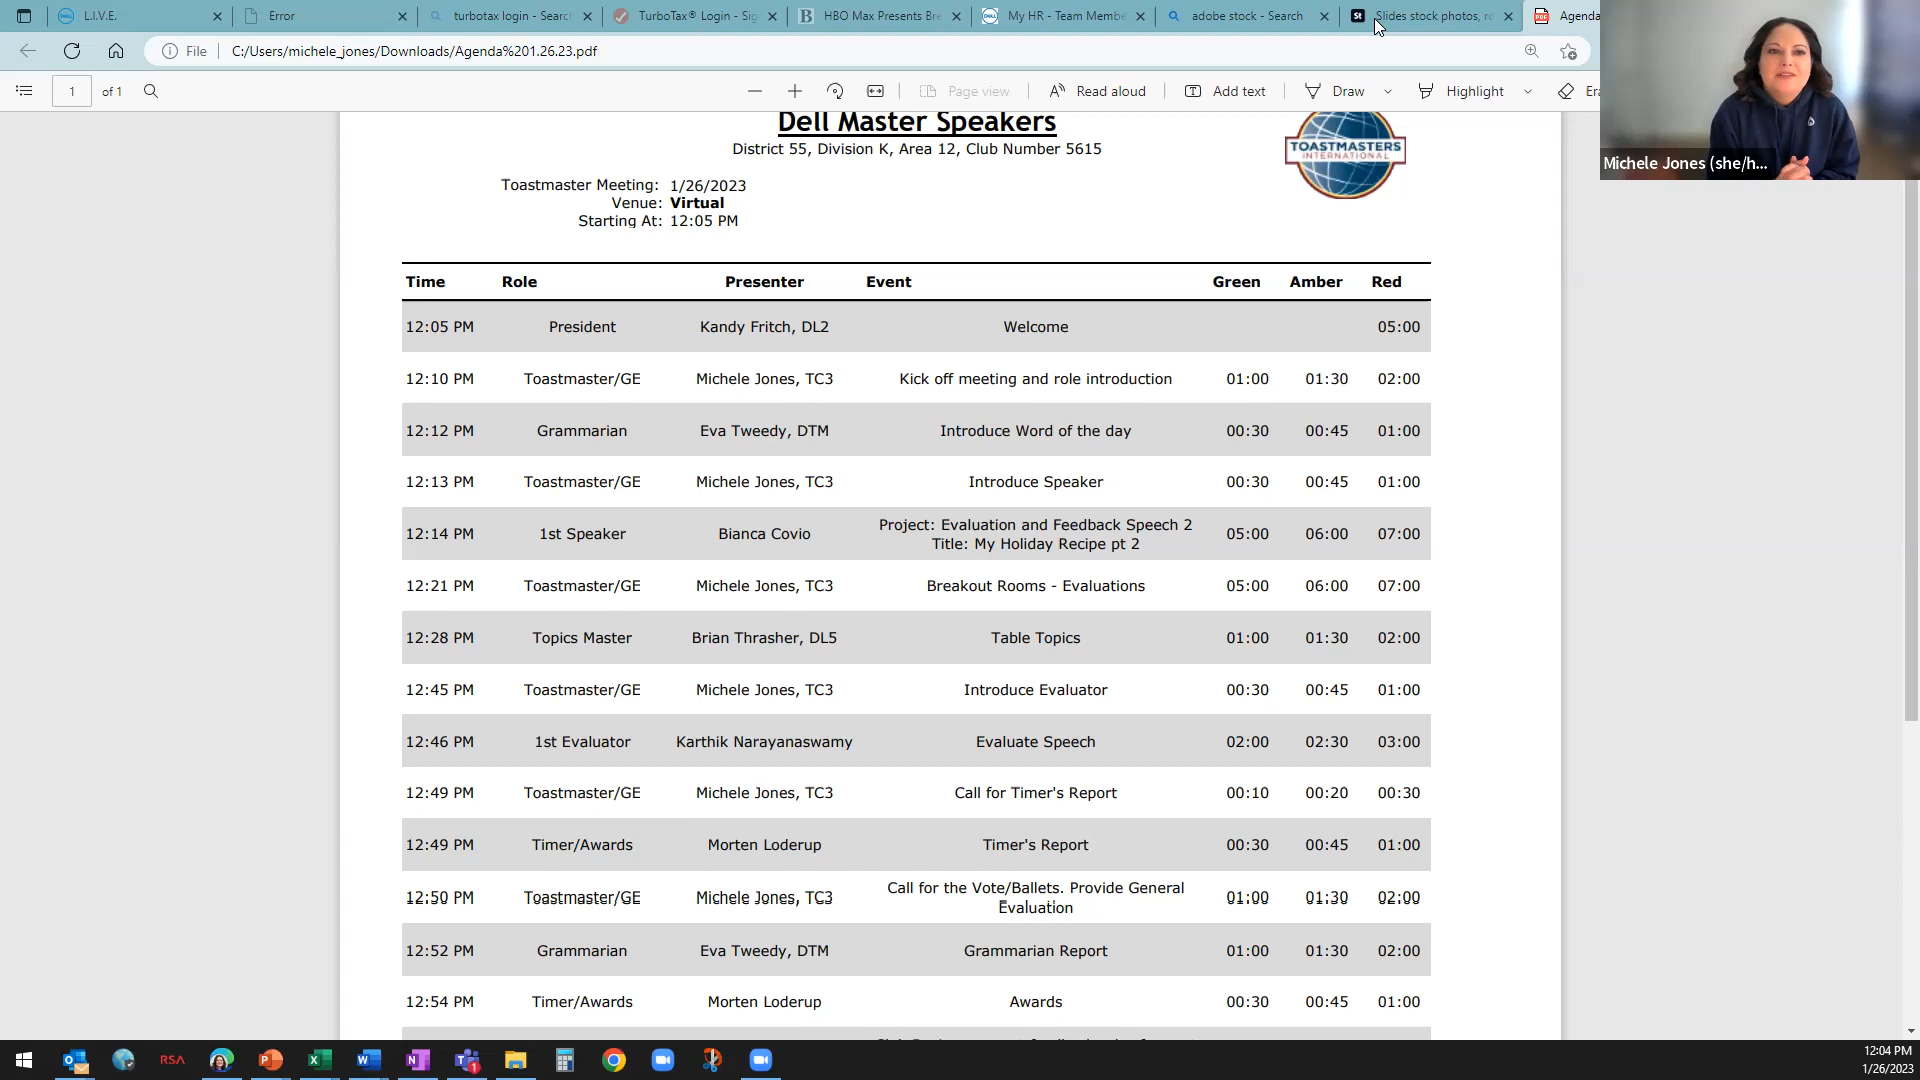 L.I.V.E.
Error
turbotax login - Searc
TurboTax® Login - Sig
HBO Max Presents Bre
My HR - Team Membe
adobe stock - Search
St
Slides stock photos, ro
PDF
Agenda
File
C:/Users/michele_jones/Downloads/Agenda%201.26.23.pdf
1
of 1
Page view
Read aloud
Add text
Draw
Highlight
Era
Michele Jones (she/h...
Dell Master Speakers
District 55, Division K, Area 12, Club Number 5615
TOASTMASTERS
INTERNATIONAL
Toastmaster Meeting: 1/26/2023
Venue: Virtual
Starting At: 12:05 PM
Time Role Presenter Event Green Amber Red
12:05 PM President Kandy Fritch, DL2 Welcome 05:00
12:10 PM Toastmaster/GE Michele Jones, TC3 Kick off meeting and role introduction 01:00 01:30 02:00
12:12 PM Grammarian Eva Tweedy, DTM Introduce Word of the day 00:30 00:45 01:00
12:13 PM Toastmaster/GE Michele Jones, TC3 Introduce Speaker 00:30 00:45 01:00
12:14 PM 1st Speaker Bianca Covio Project: Evaluation and Feedback Speech 2 05:00 06:00 07:00
Title: My Holiday Recipe pt 2
12:21 PM Toastmaster/GE Michele Jones, TC3 Breakout Rooms - Evaluations 05:00 06:00 07:00
12:28 PM Topics Master Brian Thrasher, DL5 Table Topics 01:00 01:30 02:00
12:45 PM Toastmaster/GE Michele Jones, TC3 Introduce Evaluator 00:30 00:45 01:00
12:46 PM 1st Evaluator Karthik Narayanaswamy Evaluate Speech 02:00 02:30 03:00
12:49 PM Toastmaster/GE Michele Jones, TC3 Call for Timer's Report 00:10 00:20 00:30
12:49 PM Timer/Awards Morten Loderup Timer's Report 00:30 00:45 01:00
12:50 PM Toastmaster/GE Michele Jones, TC3 Call for the Vote/Ballets. Provide General 01:00 01:30 02:00
Evaluation
12:52 PM Grammarian Eva Tweedy, DTM Grammarian Report 01:00 01:30 02:00
12:54 PM Timer/Awards Morten Loderup Awards 00:30 00:45 01:00
RSA
12:04 PM
1/26/2023